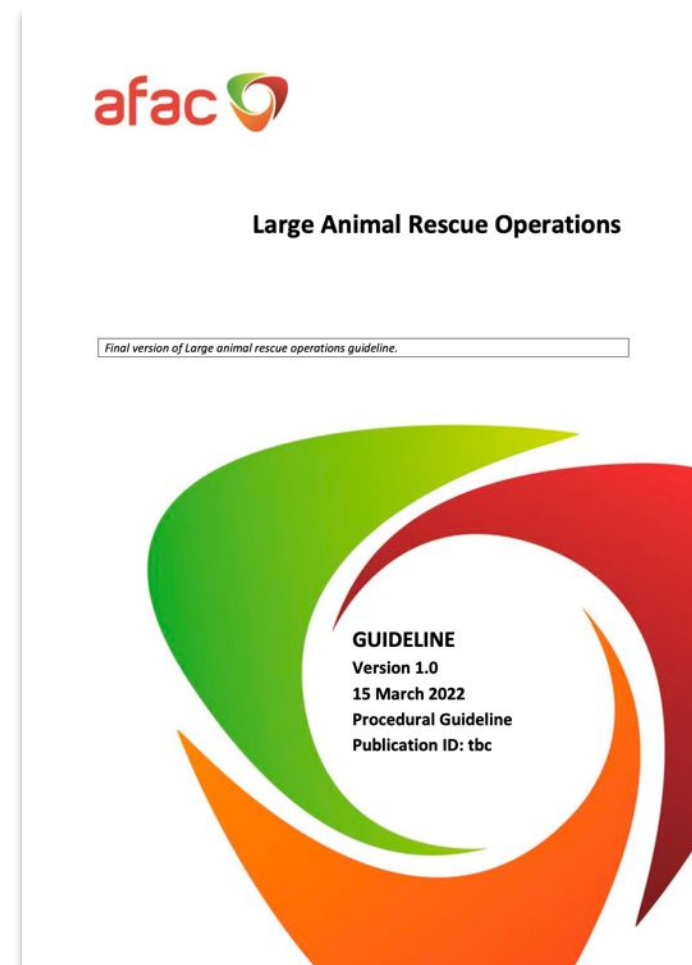 afac
Large Animal Rescue Operations
Final version of Large animal rescue operations guideline.
GUIDELINE
Version 1.0
15 March 2022
Procedural Guideline
Publication ID: tbc